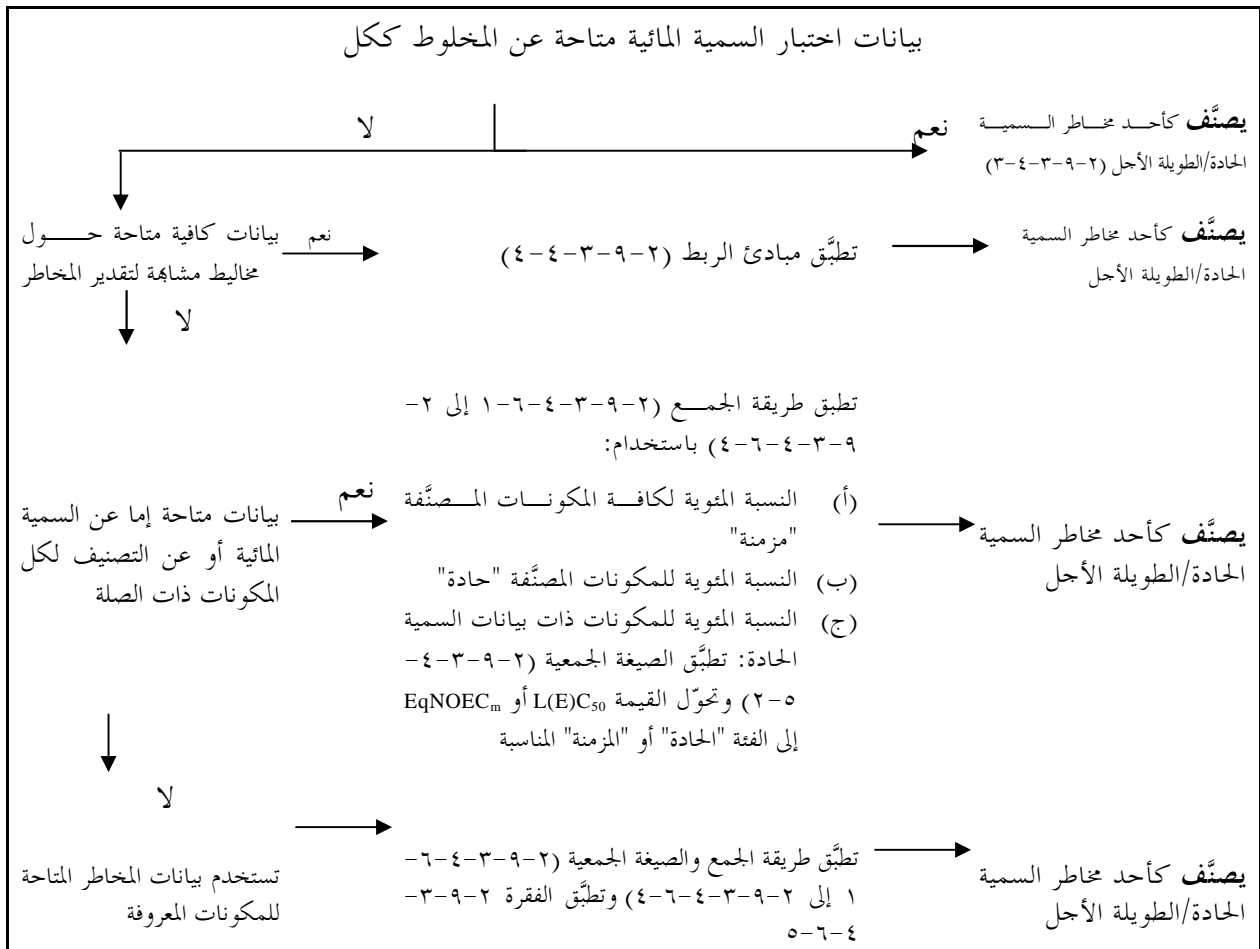 بيانات اختبار السمية المائية متاحة عن المخلوط ككل
يصنَّف كأحد مخاطر السمية
الحادة/الطويلة الأجل (٢-٩-٣-٤-٣)
نعم
لا
بيانات كافية متاحة حول
مخاليط مشابهة لتقدير المخاطر
نعم
تطبَّق مبادئ الربط (٢-٩-٣-٤-٤)
يصنَّف كأحد مخاطر السمية
الحادة/الطويلة الأجل
لا
بيانات متاحة إما عن السمية
المائية أو عن التصنيف لكل
المكونات ذات الصلة
نعم
تطبق طريقة الجمع (٢-٩-٣-٤-٦-١ إلى ٢-
٩-٣-٤-٦-٤) باستخدام:
(أ) النسبة المئوية لكافة المكونات المصنَّفة
"مزمنة"
(ب) النسبة المئوية للمكونات المصنَّفة "حادة"
(ج) النسبة المئوية للمكونات ذات بيانات السمية
الحادة: تطبَّق الصيغة الجمعية (٢-٩-٣-٤-
٥-٢) وتحوّل القيمة L(E)C50 أو EqNOECm
إلى الفئة "الحادة" أو "المزمنة" المناسبة
يصنَّف كأحد مخاطر السمية
الحادة/الطويلة الأجل
لا
تستخدم بيانات المخاطر المتاحة
للمكونات المعروفة
تطبَّق طريقة الجمع والصيغة الجمعية (٢-٩-٣-٤-٦-
١ إلى ٢-٩-٣-٤-٦-٤) وتطبَّق الفقرة ٢-٩-٣-
٤-٦-٥
يصنَّف كأحد مخاطر السمية
الحادة/الطويلة الأجل